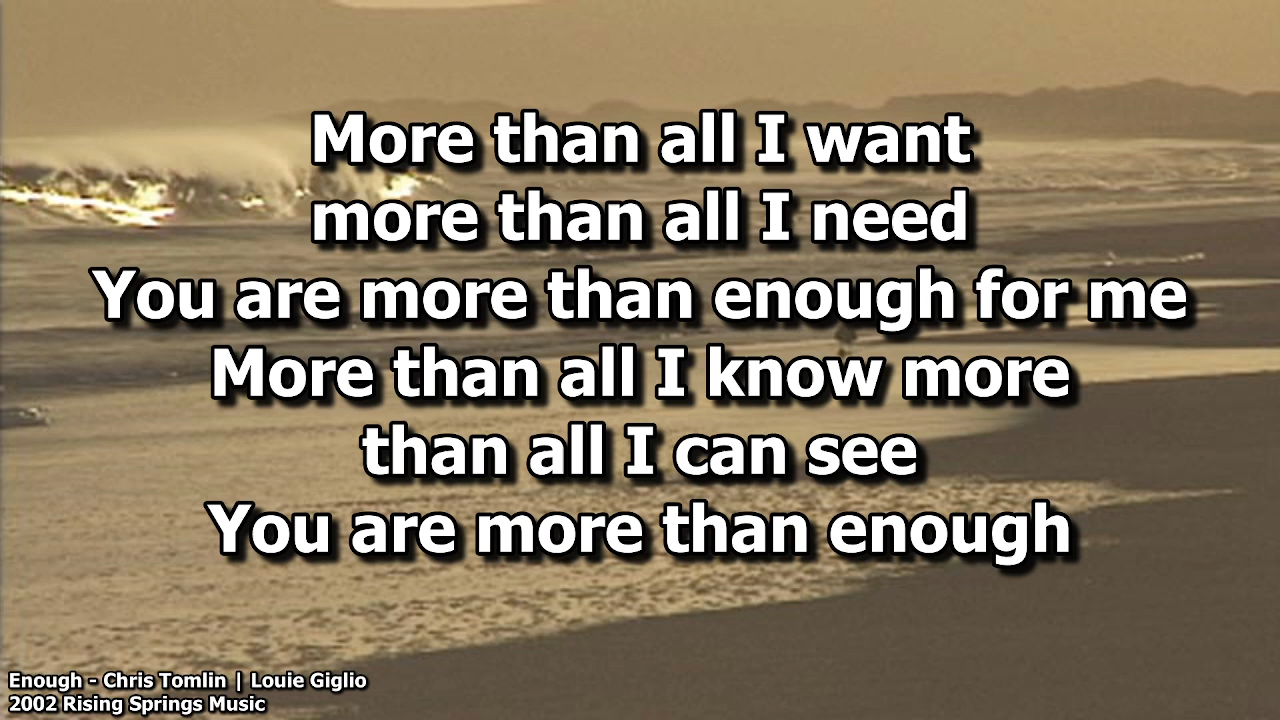 More than all I want
more than all I need
You are more than enough for me
More than all I know more
than all I can see
You are more than enough
Enough - Chris Tomlin | Louie Giglio
2002 Rising Springs Music